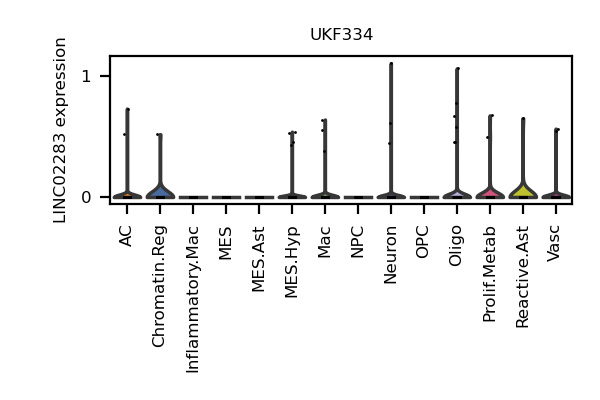 UKF334
LINC02283 expression
1
0
AC
Chromatin.Reg
Inflammatory.Mac
MES
MES.Ast
MES.Hyp
Mac
NPC
Neuron
OPC
Oligo
Prolif.Metab
Reactive.Ast
Vasc